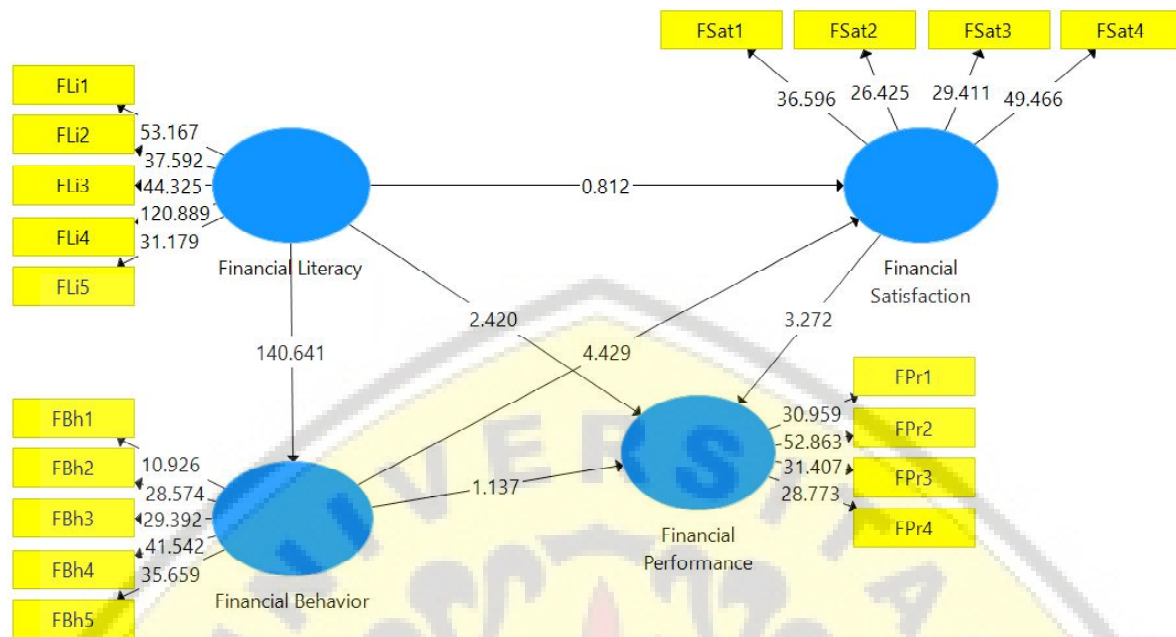 FSat1
FSat2
FSat3
FSat4
36.596
26.425
29.411
49.466
FLi1
FLi2
FLi3
FLi4
FLi5
53.167
37.592
44.325
120.889
31.179
Financial Literacy
0.812
Financial
Satisfaction
140.641
2.420
4.429
3.272
FBh1
FBh2
FBh3
FBh4
FBh5
10.926
28.574
29.392
41.542
35.659
Financial Behavior
1.137
Financial
Performance
30.959
52.863
31.407
28.773
FPr1
FPr2
FPr3
FPr4
IVERSITA